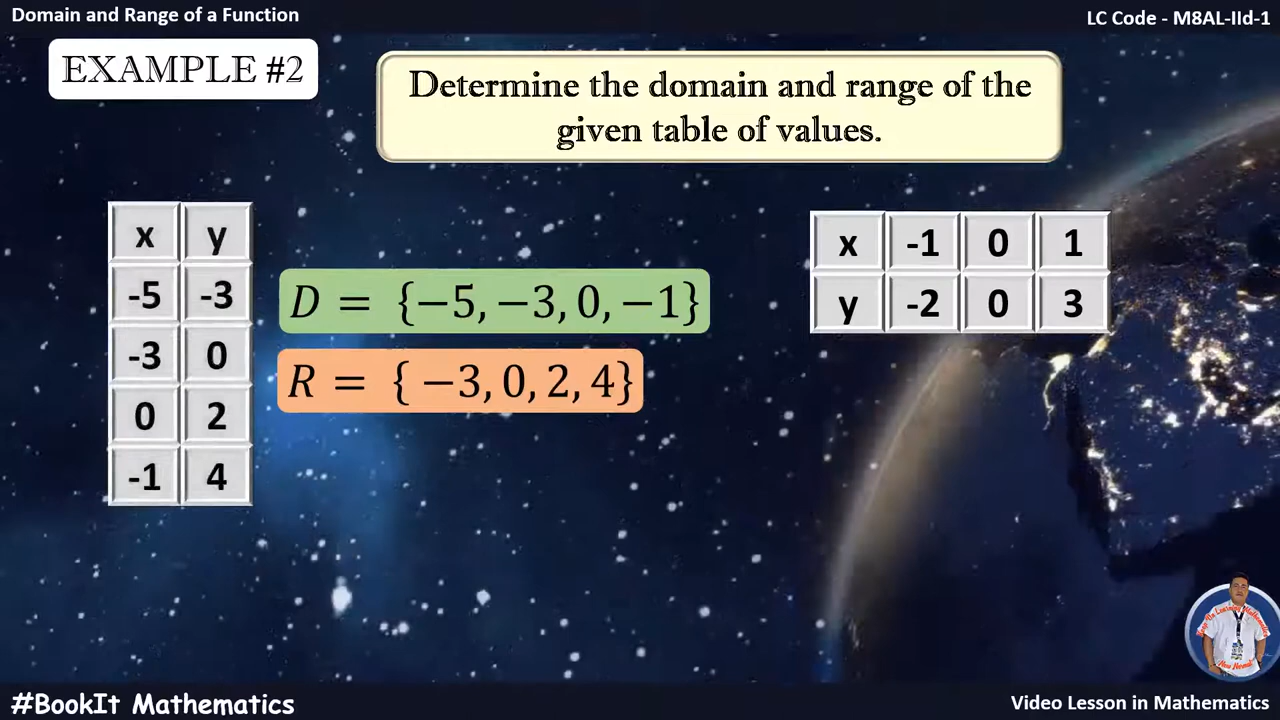 Domain and Range of a Function
LC Code - M8AL-IId-1
EXAMPLE #2
Determine the domain and range of the
given table of values.
x y
-5 -3
-3 0
0 2
-1 4
D = {−5, −3, 0, −1}
R = { −3, 0, 2, 4}
x -1 0 1
y -2 0 3
#BookIt Mathematics
Video Lesson in Mathematics